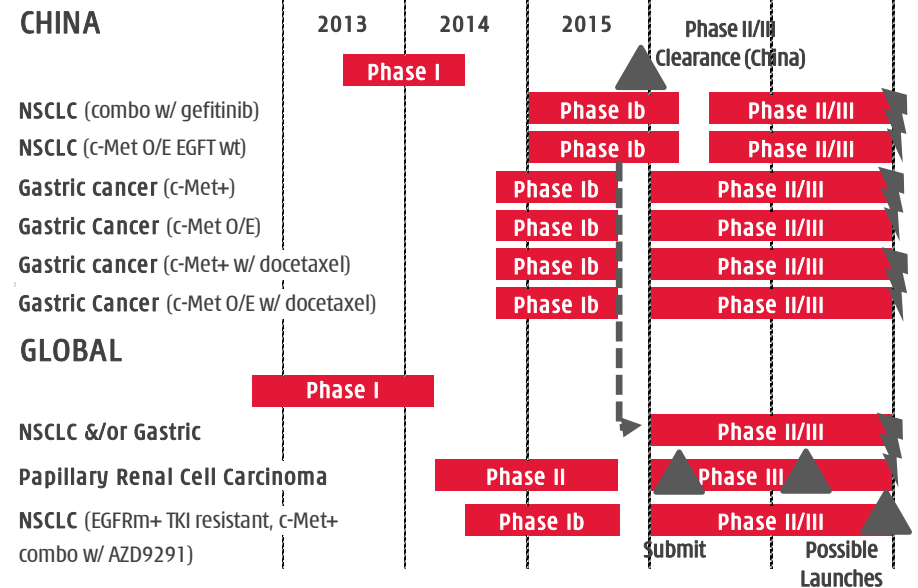 CHINA 2013 2014 2015 Phase II/III
Clearance (China)
Phase I
NSCLC (combo w/ gefitinib) Phase Ib Phase II/III
NSCLC (c-Met O/E EGFT wt) Phase Ib Phase II/III
Gastric cancer (c-Met+) Phase Ib Phase II/III
Gastric Cancer (c-Met O/E) Phase Ib Phase II/III
Gastric cancer (c-Met+ w/ docetaxel) Phase Ib Phase II/III
Gastric Cancer (c-Met O/E w/ docetaxel) Phase Ib Phase II/III
GLOBAL
Phase I
NSCLC &/or Gastric Phase II/III
Papillary Renal Cell Carcinoma Phase II Phase III
NSCLC (EGFRm+ TKI resistant, c-Met+ Phase Ib Phase II/III
combo w/ AZD9291) Submit Possible
Launches